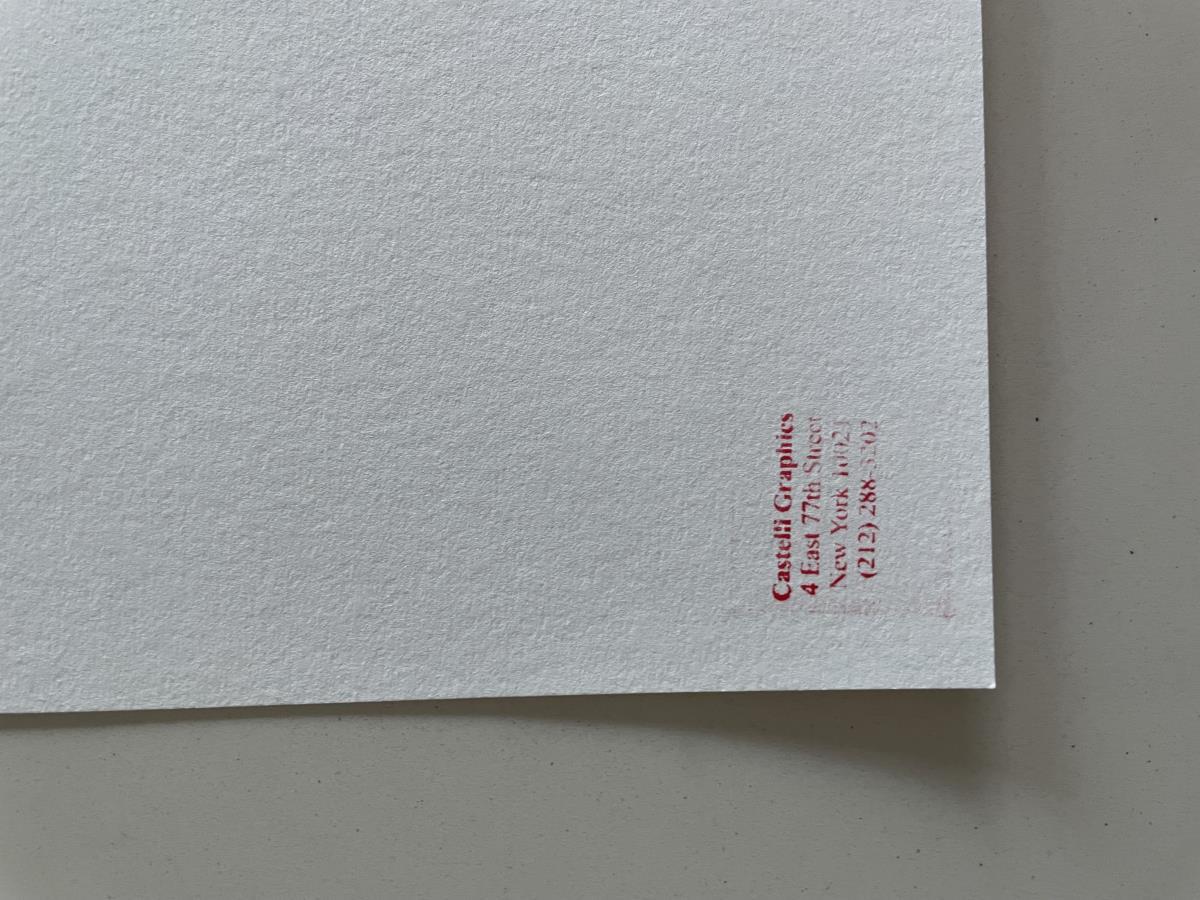 Castelli Graphics
4 East 77th Street
New York 10021
(212) 288-3202